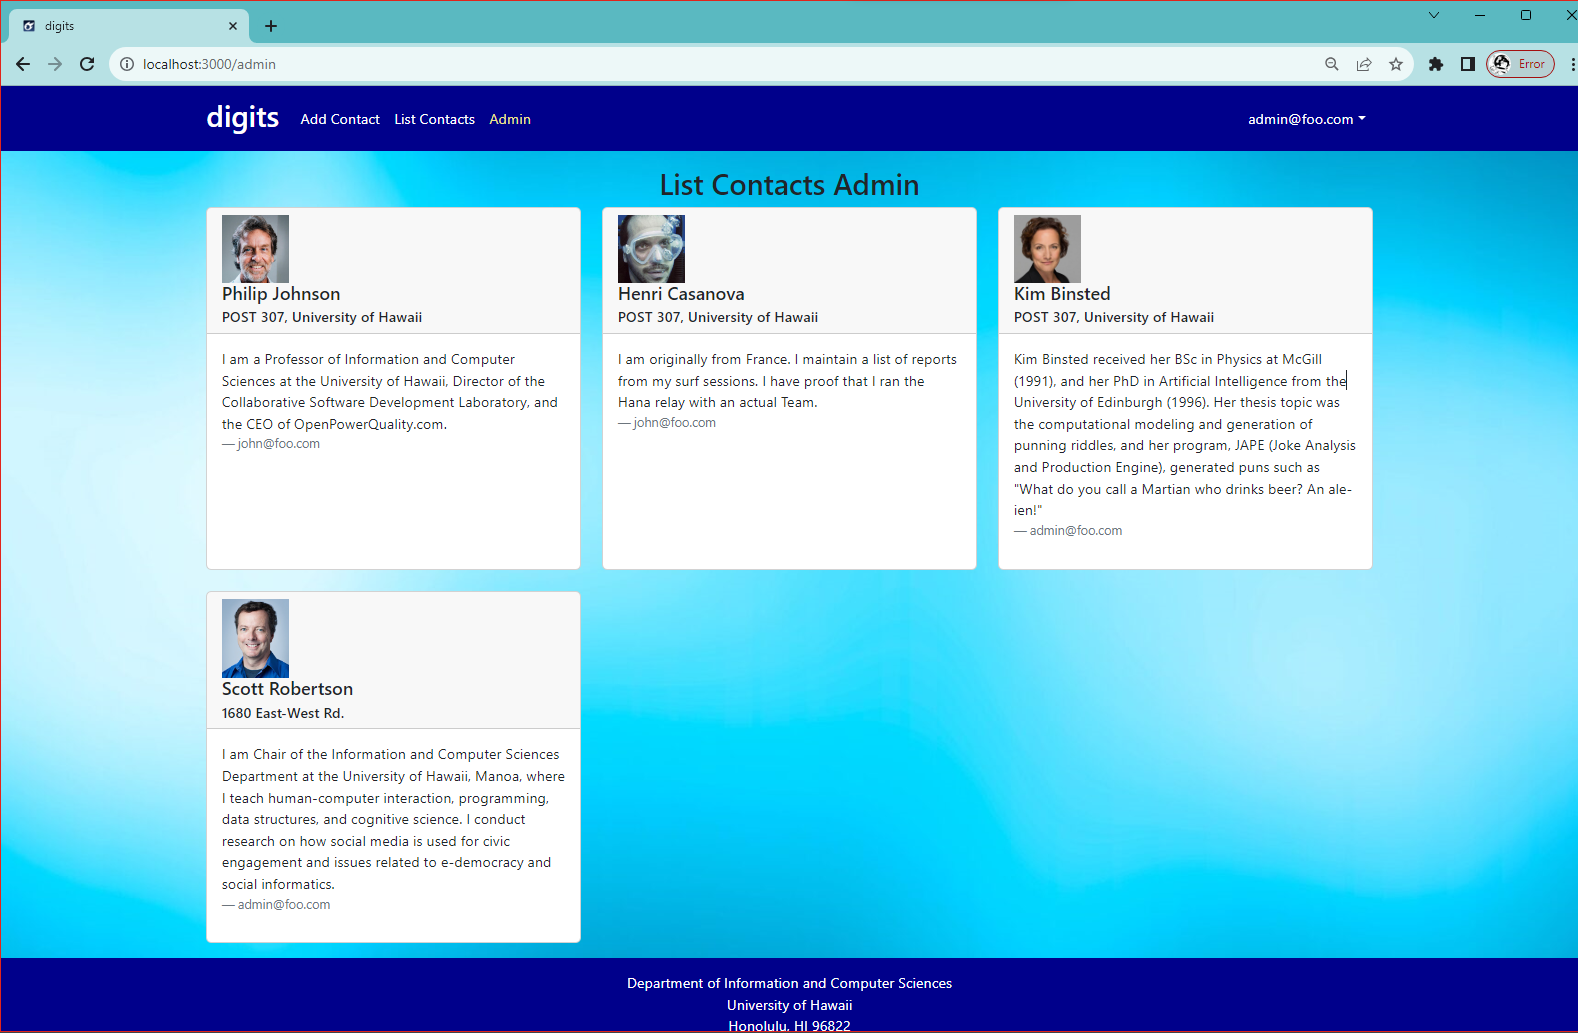 digits
localhost:3000/admin
Error
digits Add Contact List Contacts Admin admin@foo.com
List Contacts Admin
Philip Johnson
POST 307, University of Hawaii
I am a Professor of Information and Computer
Sciences at the University of Hawaii, Director of the
Collaborative Software Development Laboratory, and
the CEO of OpenPowerQuality.com.
— john@foo.com
Henri Casanova
POST 307, University of Hawaii
I am originally from France. I maintain a list of reports
from my surf sessions. I have proof that I ran the
Hana relay with an actual Team.
— john@foo.com
Kim Binsted
POST 307, University of Hawaii
Kim Binsted received her BSc in Physics at McGill
(1991), and her PhD in Artificial Intelligence from the
University of Edinburgh (1996). Her thesis topic was
the computational modeling and generation of
punning riddles, and her program, JAPE (Joke Analysis
and Production Engine), generated puns such as
"What do you call a Martian who drinks beer? An ale-
ien!"
— admin@foo.com
Scott Robertson
1680 East-West Rd.
I am Chair of the Information and Computer Sciences
Department at the University of Hawaii, Manoa, where
I teach human-computer interaction, programming,
data structures, and cognitive science. I conduct
research on how social media is used for civic
engagement and issues related to e-democracy and
social informatics.
— admin@foo.com
Department of Information and Computer Sciences
University of Hawaii
Honolulu, HI 96822